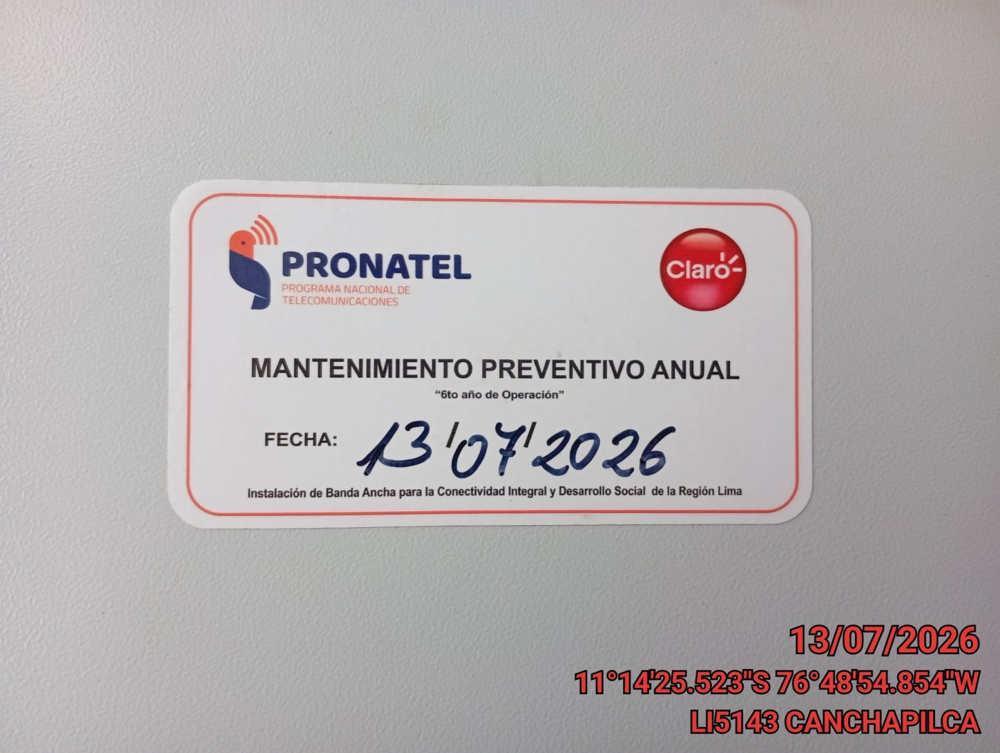 PRONATEL
PROGRAMA NACIONAL DE
TELECOMUNICACIONES
Claro
MANTENIMIENTO PREVENTIVO ANUAL
“6to año de Operación”
FECHA: 13/07/2026
Instalación de Banda Ancha para la Conectividad Integral y Desarrollo Social de la Región Lima
13/07/2026
11°14'25.523"S 76°48'54.854"W
LI5143 CANCHAPILCA